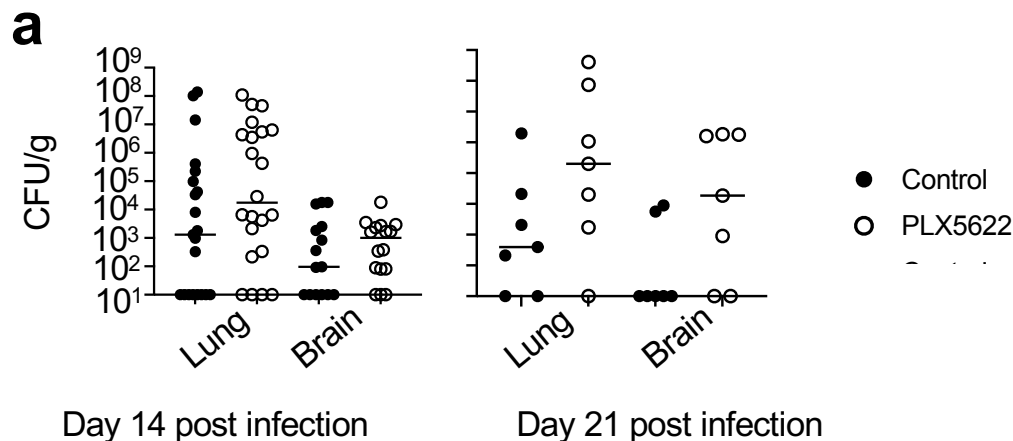 a
CFU/g
10⁹
10⁸
10⁷
10⁶
10⁵
10⁴
10³
10²
10¹
Lung
Brain
Day 14 post infection
Lung
Brain
Day 21 post infection
Control
PLX5622